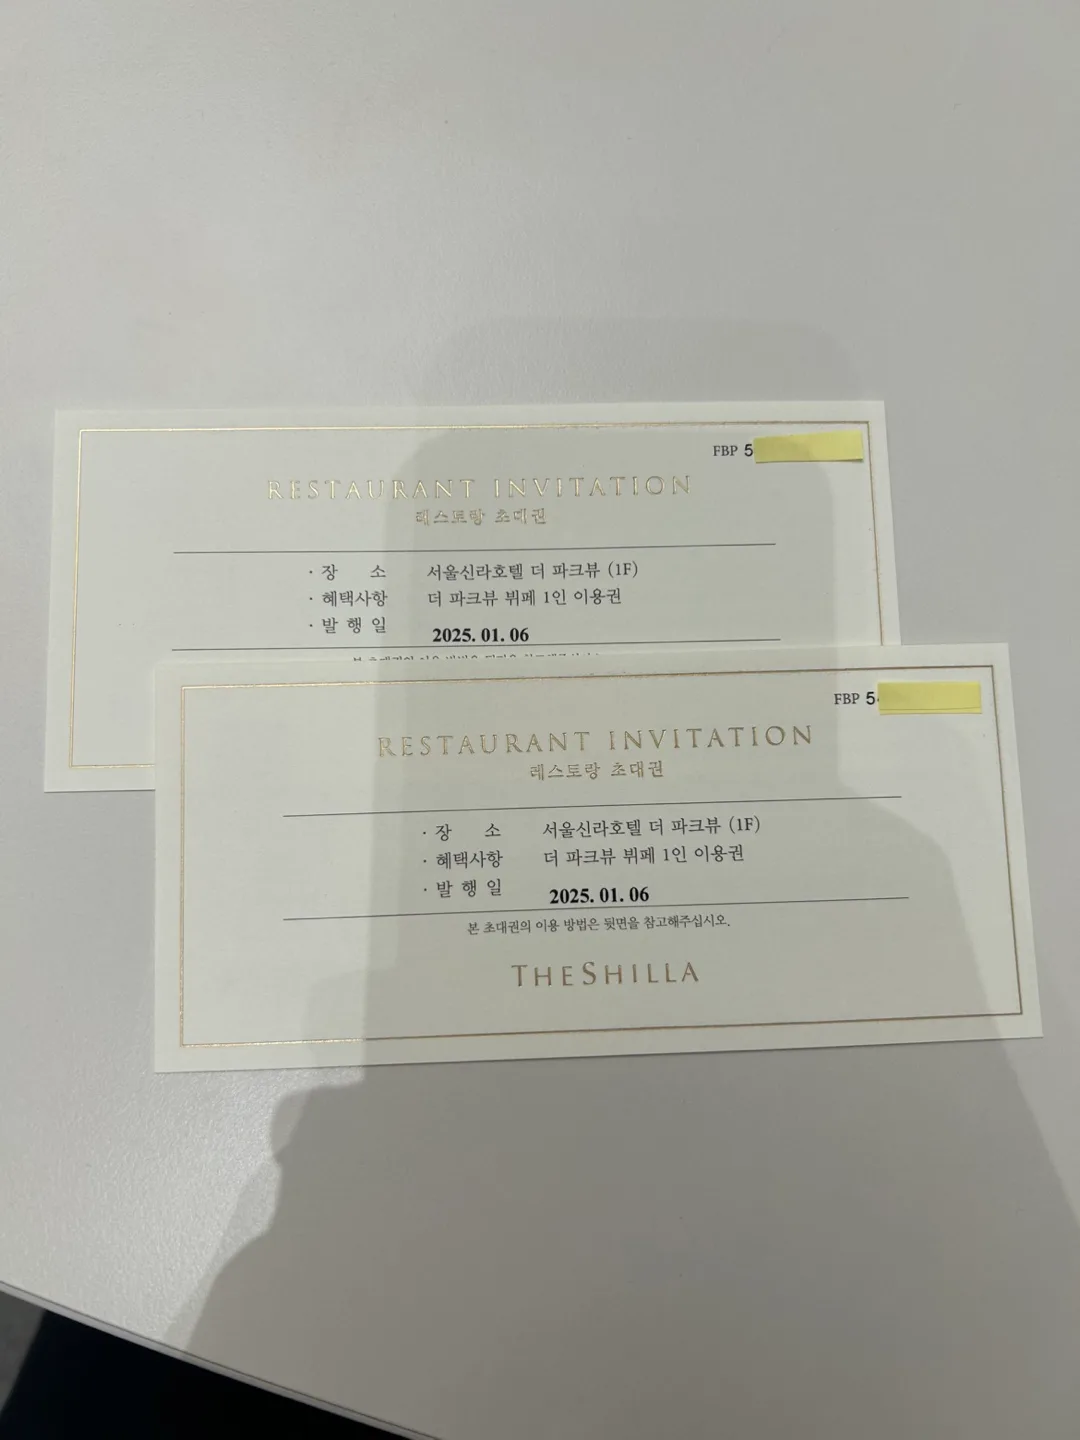 FBP 5
RESTAURANT INVITATION
레스토랑 초대권
· 장 소 서울신라호텔 더 파크뷰 (1F)
· 혜택사항 더 파크뷰 뷔페 1인 이용권
· 발 행 일 2025. 01. 06
FBP 5
RESTAURANT INVITATION
레스토랑 초대권
· 장 소 서울신라호텔 더 파크뷰 (1F)
· 혜택사항 더 파크뷰 뷔페 1인 이용권
· 발 행 일 2025. 01. 06
본 초대권의 이용 방법은 뒷면을 참고해주십시오.
THE SHILLA